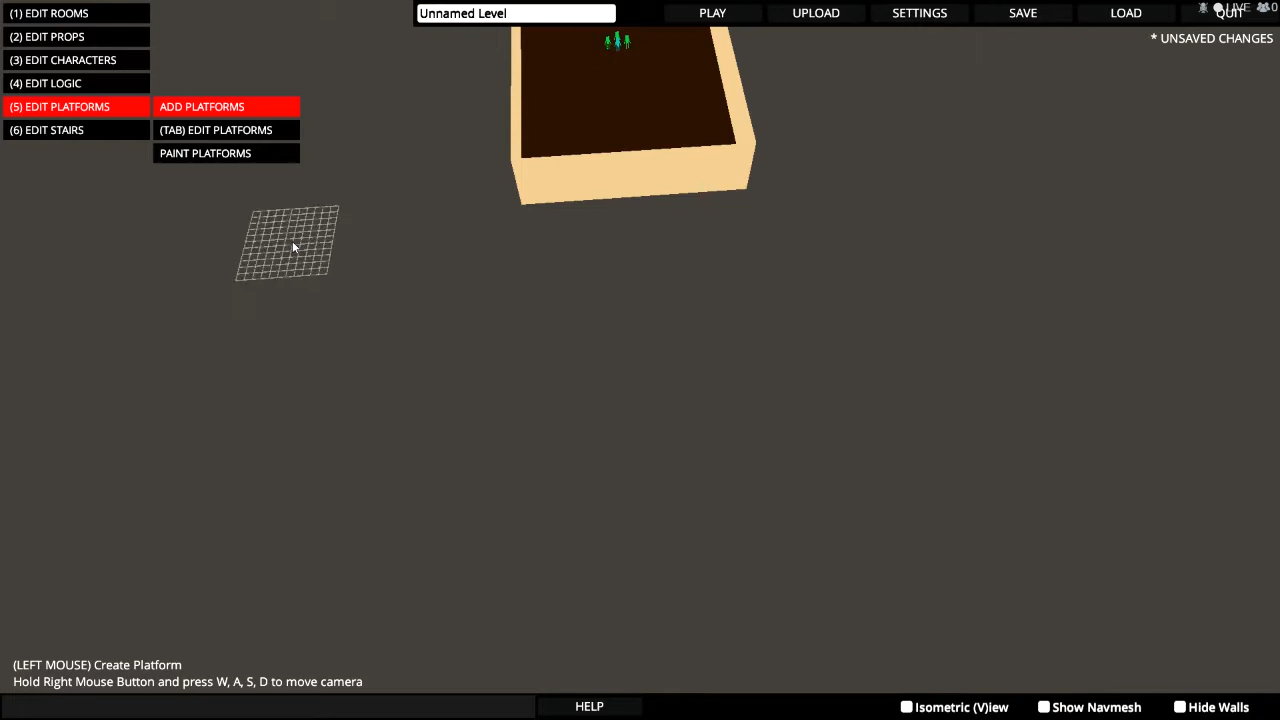 (1) EDIT ROOMS
Unnamed Level
PLAY
UPLOAD
SETTINGS
SAVE
LOAD
QUIT
(2) EDIT PROPS
* UNSAVED CHANGES
(3) EDIT CHARACTERS
(4) EDIT LOGIC
(5) EDIT PLATFORMS
ADD PLATFORMS
(6) EDIT STAIRS
(TAB) EDIT PLATFORMS
PAINT PLATFORMS
(LEFT MOUSE) Create Platform
Hold Right Mouse Button and press W, A, S, D to move camera
HELP
Isometric (V)iew
Show Navmesh
Hide Walls